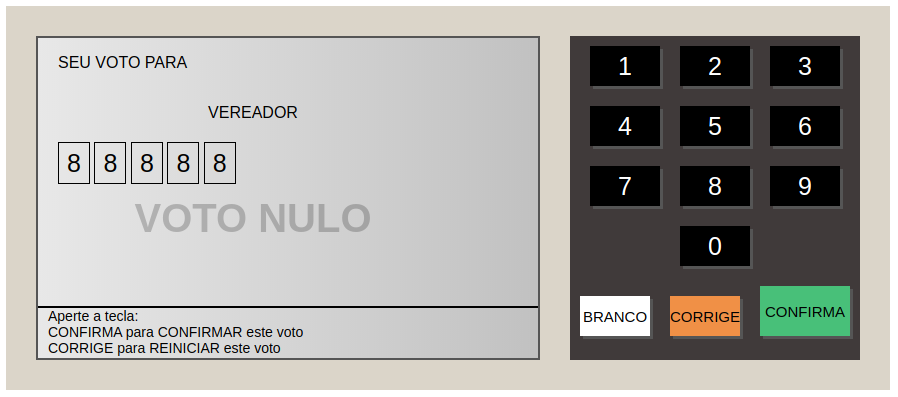 SEU VOTO PARA
VEREADOR
8 8 8 8 8
VOTO NULO
Aperte a tecla:
CONFIRMA para CONFIRMAR este voto
CORRIGE para REINICIAR este voto
1 2 3
4 5 6
7 8 9
0
BRANCO CORRIGE CONFIRMA